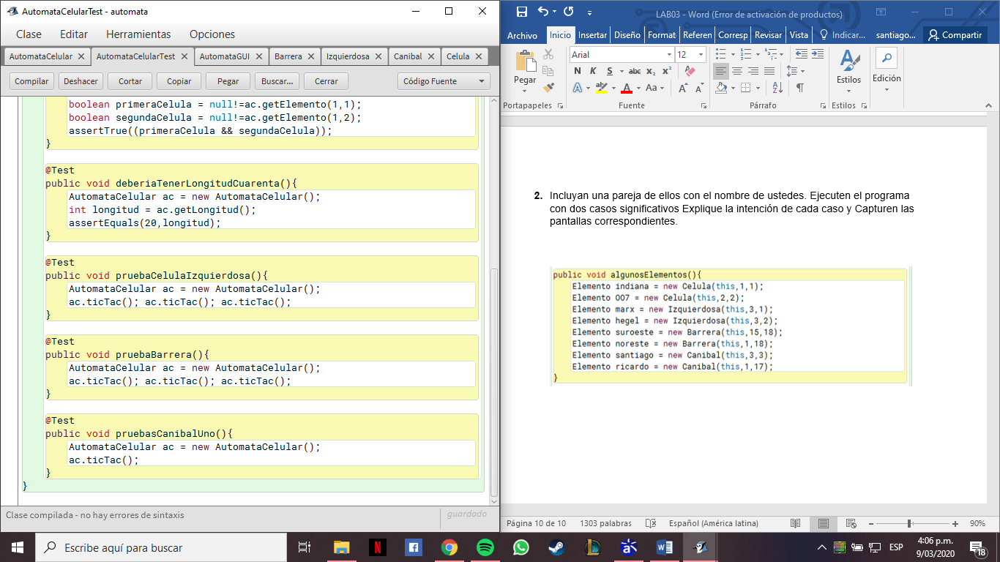 AutomataCelularTest - automata
Clase Editar Herramientas Opciones
AutomataCelular AutomataCelularTest AutomataGUI Barrera Izquierdosa Canibal Celula
Compilar Deshacer Cortar Copiar Pegar Buscar... Cerrar Código Fuente
boolean primeraCelula = null!=ac.getElemento(1,1);
boolean segundaCelula = null!=ac.getElemento(1,2);
assertTrue((primeraCelula && segundaCelula));
}
@Test
public void deberiaTenerLongitudCuarenta(){
AutomataCelular ac = new AutomataCelular();
int longitud = ac.getLongitud();
assertEquals(20,longitud);
}
@Test
public void pruebaCelulaIzquierdosa(){
AutomataCelular ac = new AutomataCelular();
ac.ticTac(); ac.ticTac(); ac.ticTac();
}
@Test
public void pruebaBarrera(){
AutomataCelular ac = new AutomataCelular();
ac.ticTac(); ac.ticTac(); ac.ticTac();
}
@Test
public void pruebasCanibalUno(){
AutomataCelular ac = new AutomataCelular();
ac.ticTac();
}
}
Clase compilada - no hay errores de sintaxis
guardado
LAB03 - Word (Error de activación de productos)
Archivo Inicio Insertar Diseño Format Referen Corresp Revisar Vista Indicar... santiago... Compartir
Arial 12
Pegar
N K S abc x₂ x²
Estilos Edición
A aby A Aa A A
Portapapeles Fuente Párrafo Estilos
2. Incluyan una pareja de ellos con el nombre de ustedes. Ejecuten el programa
con dos casos significativos Explique la intención de cada caso y Capturen las
pantallas correspondientes.
public void algunosElementos(){
Elemento indiana = new Celula(this,1,1);
Elemento OO7 = new Celula(this,2,2);
Elemento marx = new Izquierdosa(this,3,1);
Elemento hegel = new Izquierdosa(this,3,2);
Elemento suroeste = new Barrera(this,15,18);
Elemento noreste = new Barrera(this,1,18);
Elemento santiago = new Canibal(this,3,3);
Elemento ricardo = new Canibal(this,1,17);
}
Página 10 de 10 1303 palabras Español (América latina) 90%
Escribe aquí para buscar
ESP
4:06 p.m.
9/03/2020
18